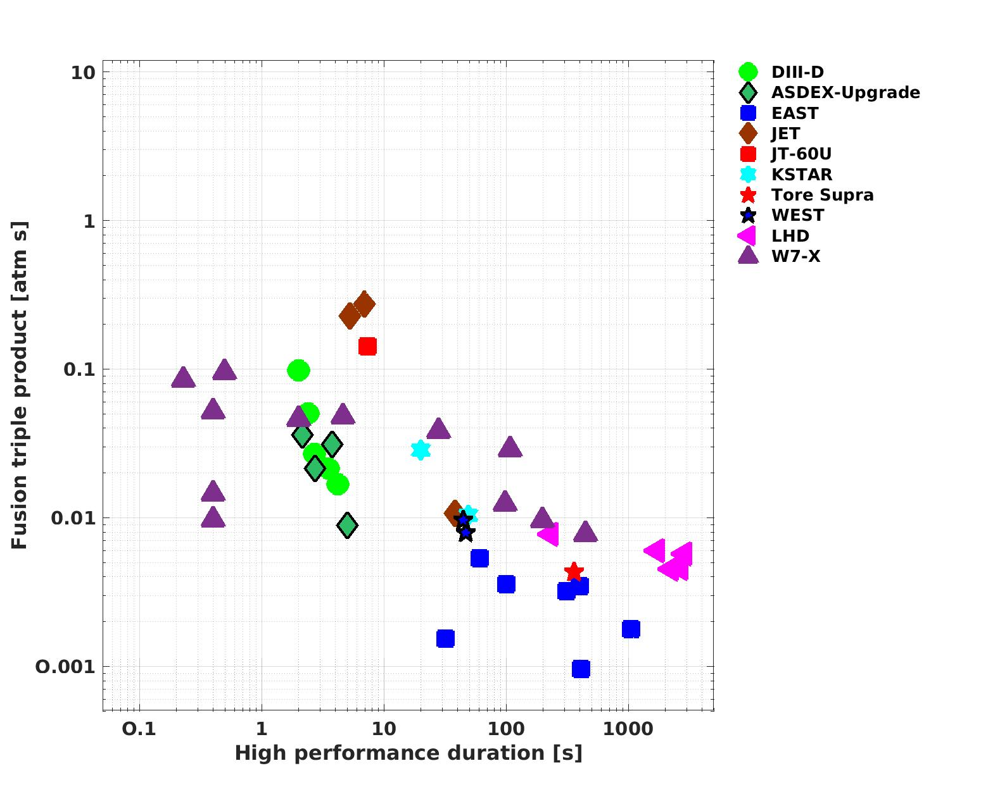 10
1
0.1
0.01
O.001
O.1
1
10
100
1000
Fusion triple product [atm s]
High performance duration [s]
DIII-D
ASDEX-Upgrade
EAST
JET
JT-60U
KSTAR
Tore Supra
WEST
LHD
W7-X